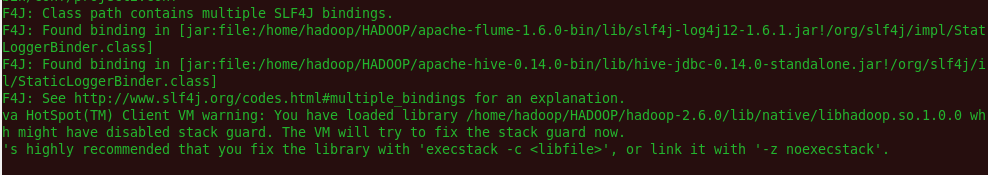 F4J: Class path contains multiple SLF4J bindings.
F4J: Found binding in [jar:file:/home/hadoop/HADOOP/apache-flume-1.6.0-bin/lib/slf4j-log4j12-1.6.1.jar!/org/slf4j/impl/Stat
LoggerBinder.class]
F4J: Found binding in [jar:file:/home/hadoop/HADOOP/apache-hive-0.14.0-bin/lib/hive-jdbc-0.14.0-standalone.jar!/org/slf4j/i
l/StaticLoggerBinder.class]
F4J: See http://www.slf4j.org/codes.html#multiple_bindings for an explanation.
va HotSpot(TM) Client VM warning: You have loaded library /home/hadoop/HADOOP/hadoop-2.6.0/lib/native/libhadoop.so.1.0.0 wh
h might have disabled stack guard. The VM will try to fix the stack guard now.
's highly recommended that you fix the library with 'execstack -c <libfile>', or link it with '-z noexecstack'.